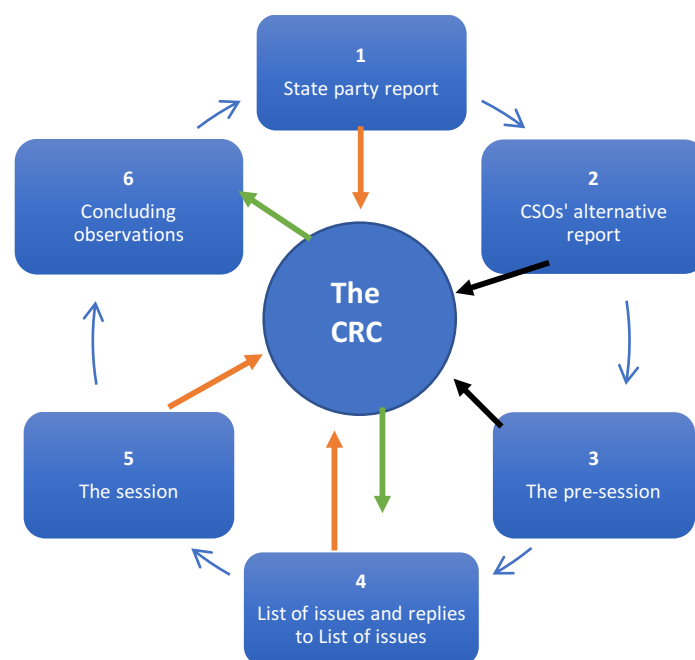 1
State party report
2
CSOs' alternative
report
3
The pre-session
4
List of issues and replies
to List of issues
5
The session
6
Concluding
observations
The
CRC